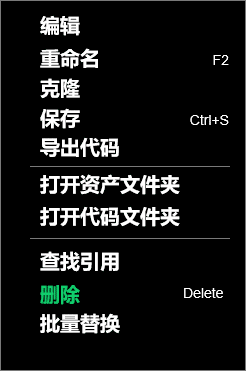 编辑
重命名 F2
克隆
保存 Ctrl+S
导出代码
打开资产文件夹
打开代码文件夹
查找引用
删除 Delete
批量替换